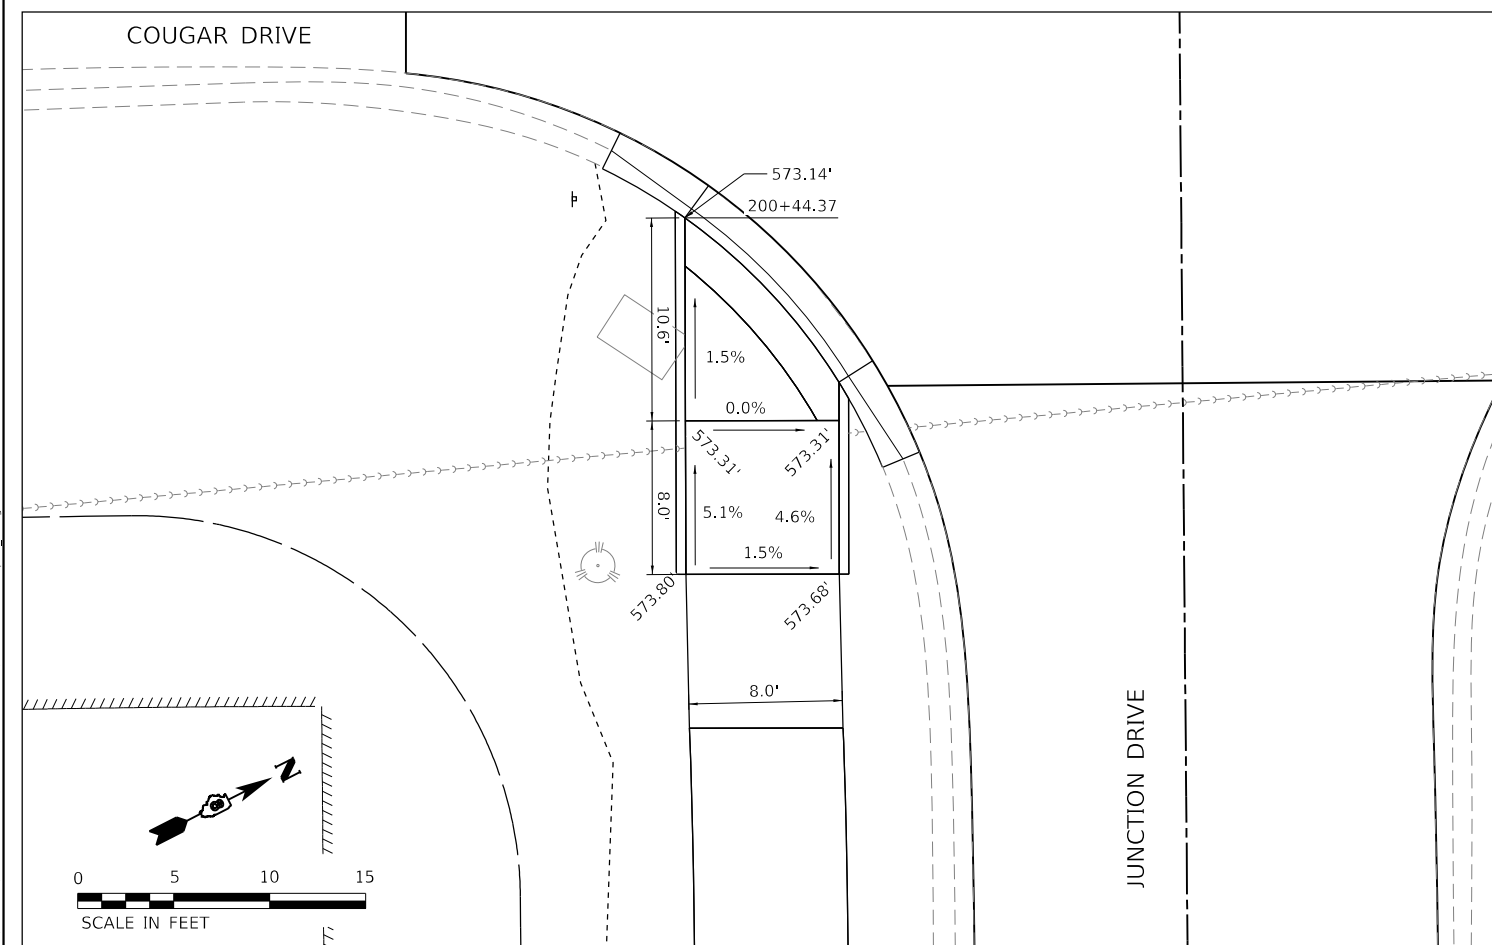 COUGAR DRIVE
573.14'
200+44.37
10.6'
1.5%
0.0%
573.31'
573.31'
8.0'
5.1%
4.6%
1.5%
573.80'
573.68'
8.0'
JUNCTION DRIVE
N
0 5 10 15
SCALE IN FEET